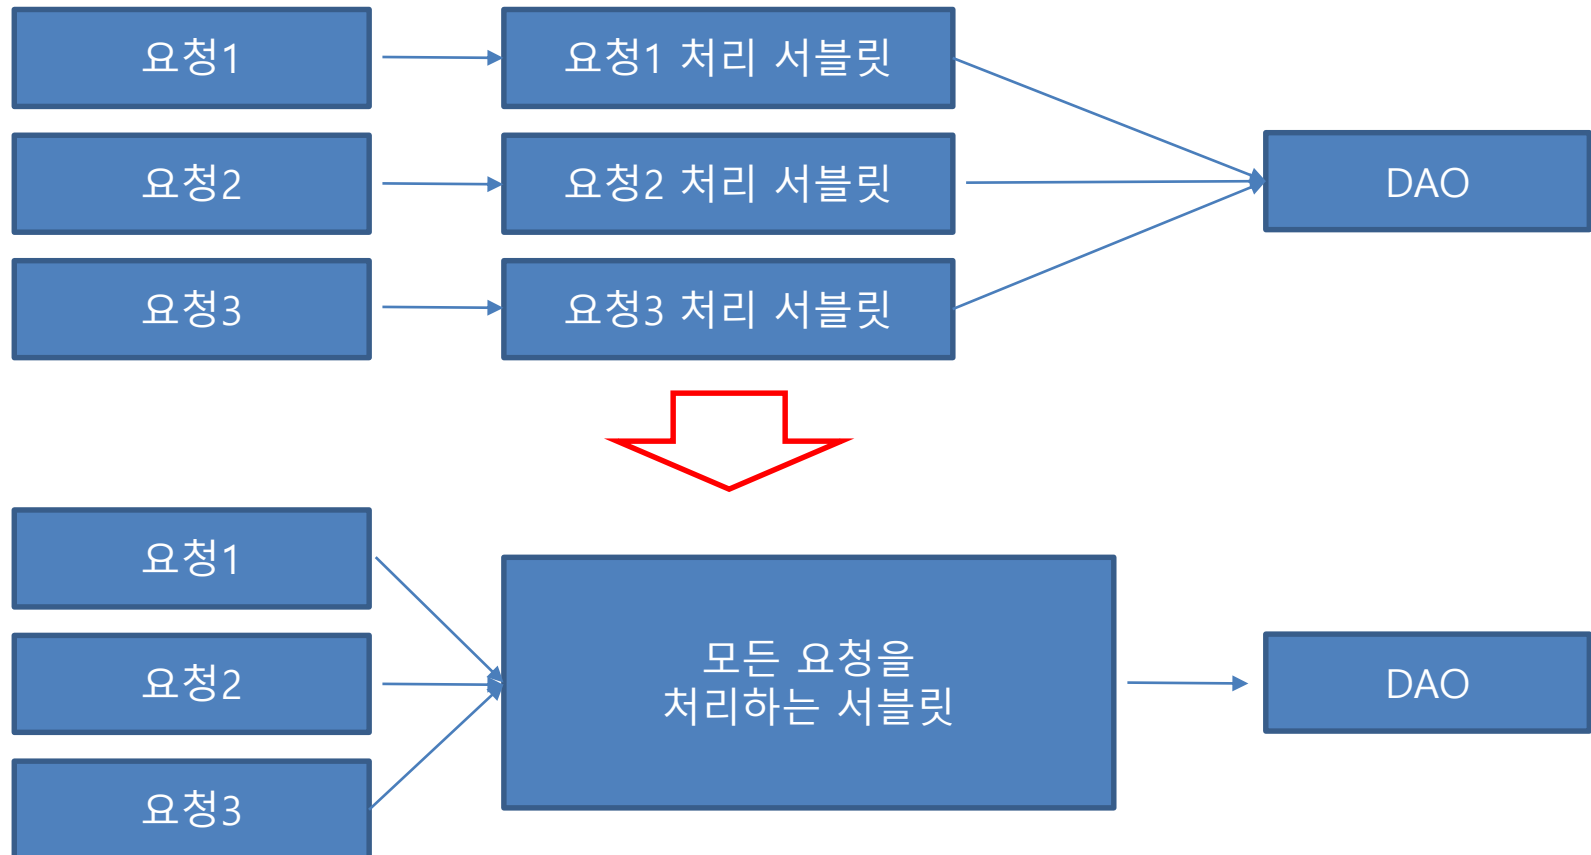 요청1
요청1 처리 서블릿
요청2
요청2 처리 서블릿
DAO
요청3
요청3 처리 서블릿
요청1
요청2
모든 요청을
처리하는 서블릿
DAO
요청3